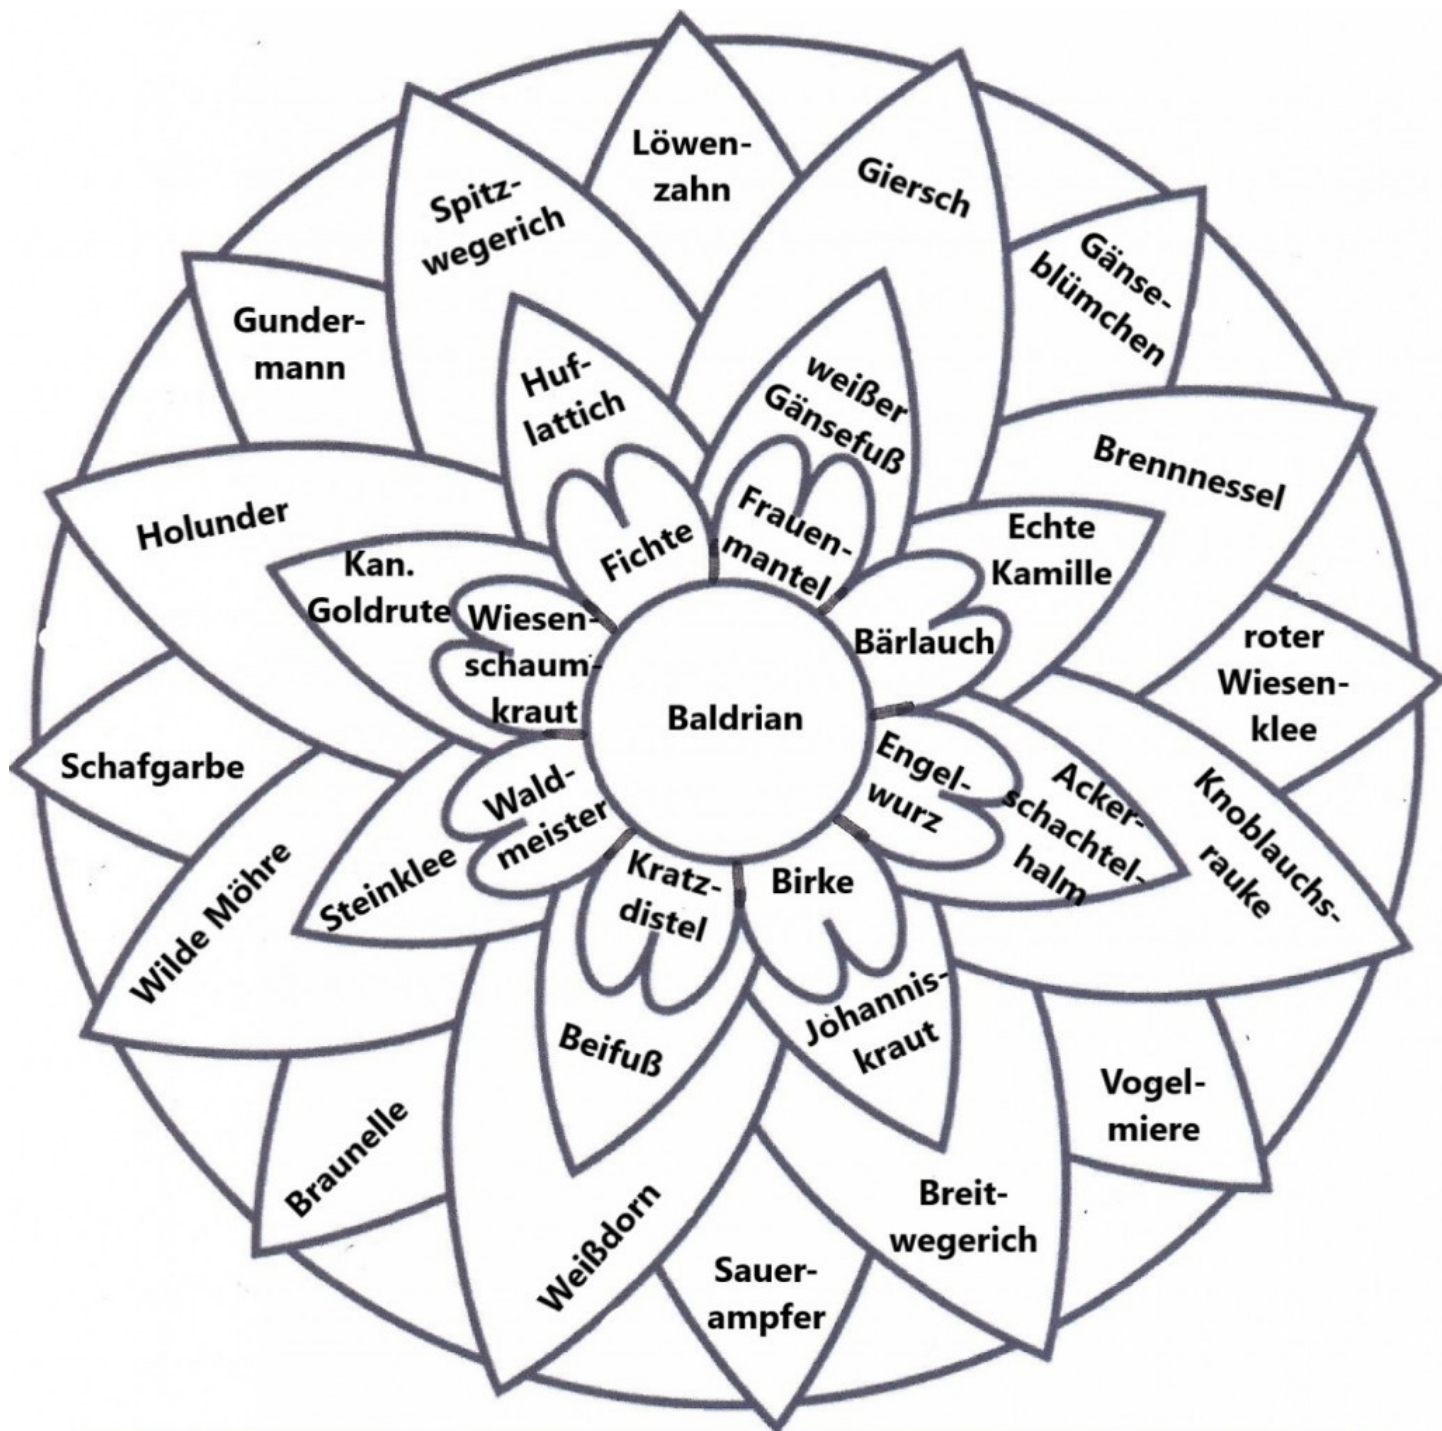 Löwen-
zahn
Giersch
Spitz-
wegerich
Gänse-
blümchen
Gunder-
mann
Huf-
lattich
weißer
Gänsefuß
Brennnessel
Holunder
Fichte
Frauen-
mantel
Echte
Kamille
Kan.
Goldrute
Wiesen-
schaum-
kraut
Bärlauch
roter
Wiesen-
klee
Baldrian
Schafgarbe
Wald-
meister
Engel-
wurz
Acker-
schachtel-
halm
Knoblauchs-
rauke
Steinklee
Wilde Möhre
Kratz-
distel
Birke
Beifuß
Johannis-
kraut
Vogel-
miere
Braunelle
Weißdorn
Breit-
wegerich
Sauer-
ampfer